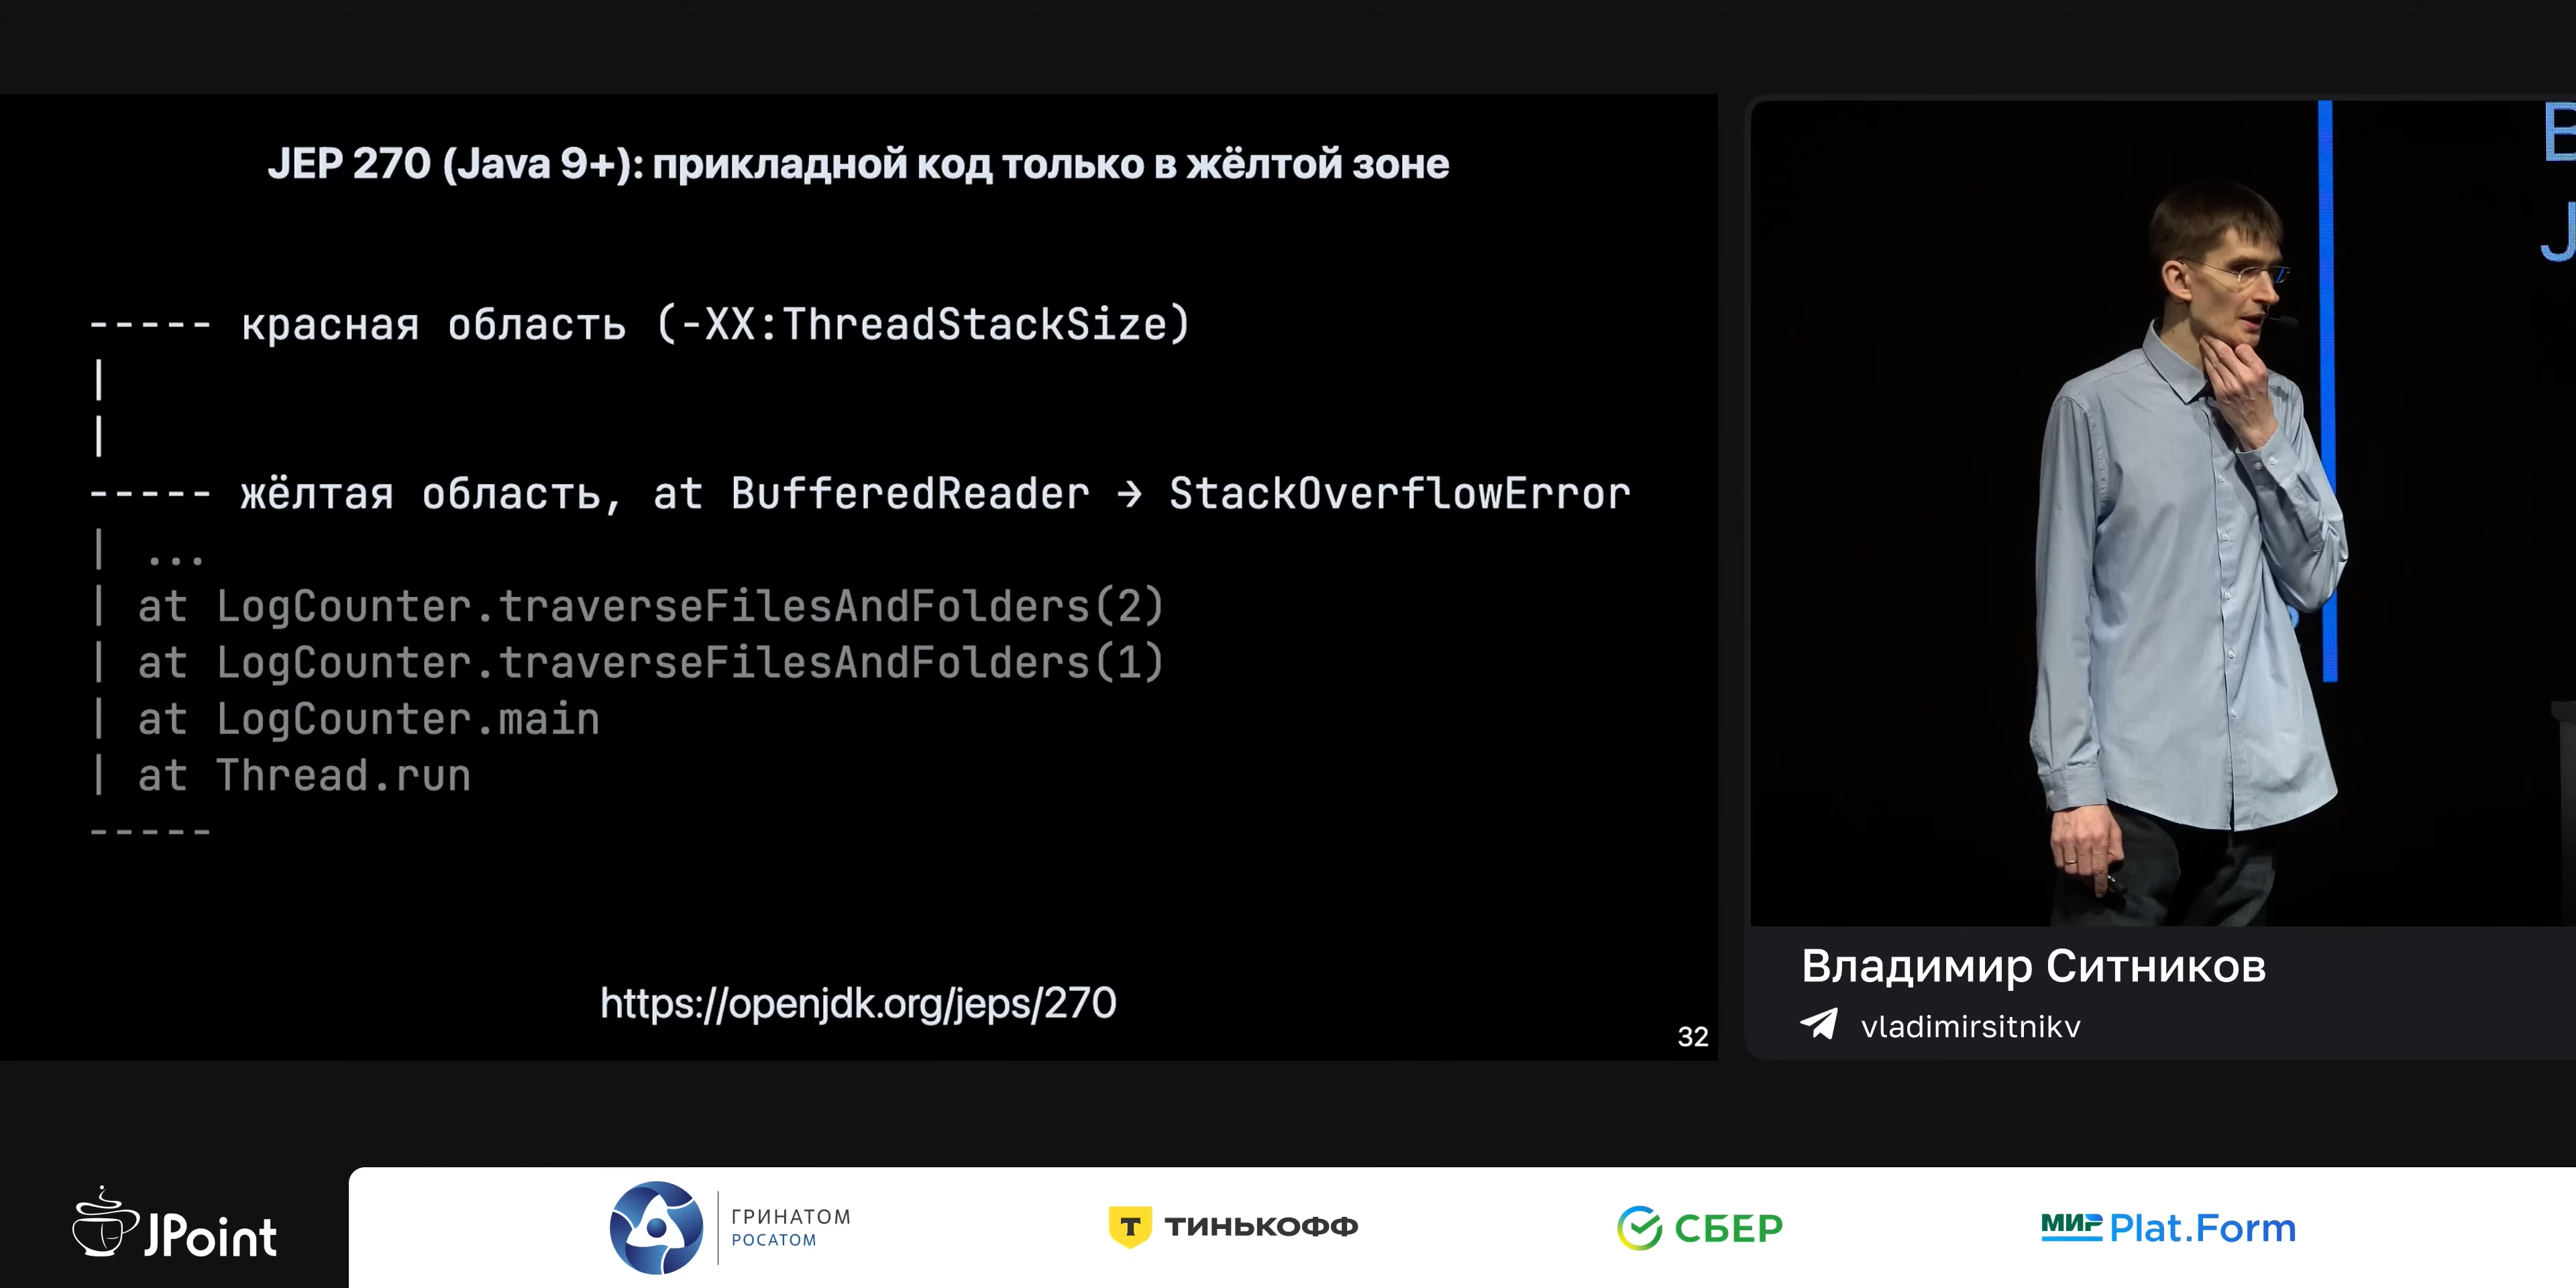 JEP 270 (Java 9+): прикладной код только в жёлтой зоне
----- красная область (-XX:ThreadStackSize)
|
|
----- жёлтая область, at BufferedReader → StackOverflowError
| ...
| at LogCounter.traverseFilesAndFolders(2)
| at LogCounter.traverseFilesAndFolders(1)
| at LogCounter.main
| at Thread.run
-----
https://openjdk.org/jeps/270
32
Владимир Ситников
vladimirsitnikv
JPoint
ГРИНАТОМ
РОСАТОМ
Т ТИНЬКОФФ
СБЕР
МИР Plat.Form